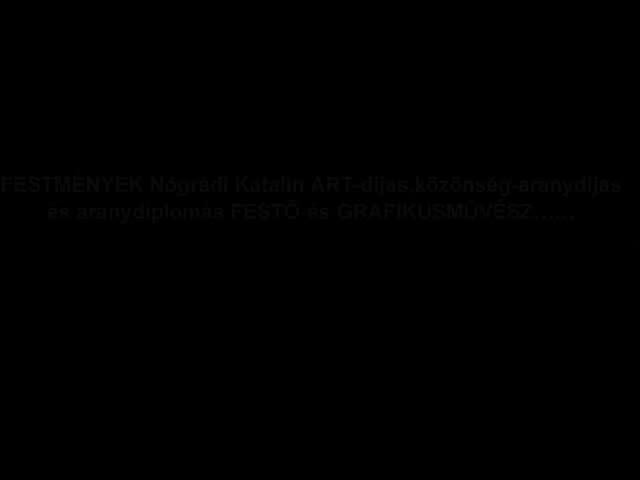 FESTMÉNYEK Nógrádi Katalin ART-díjas,közönség-aranydíjas
és aranydiplomás FESTŐ-és GRAFIKUSMŰVÉSZ......